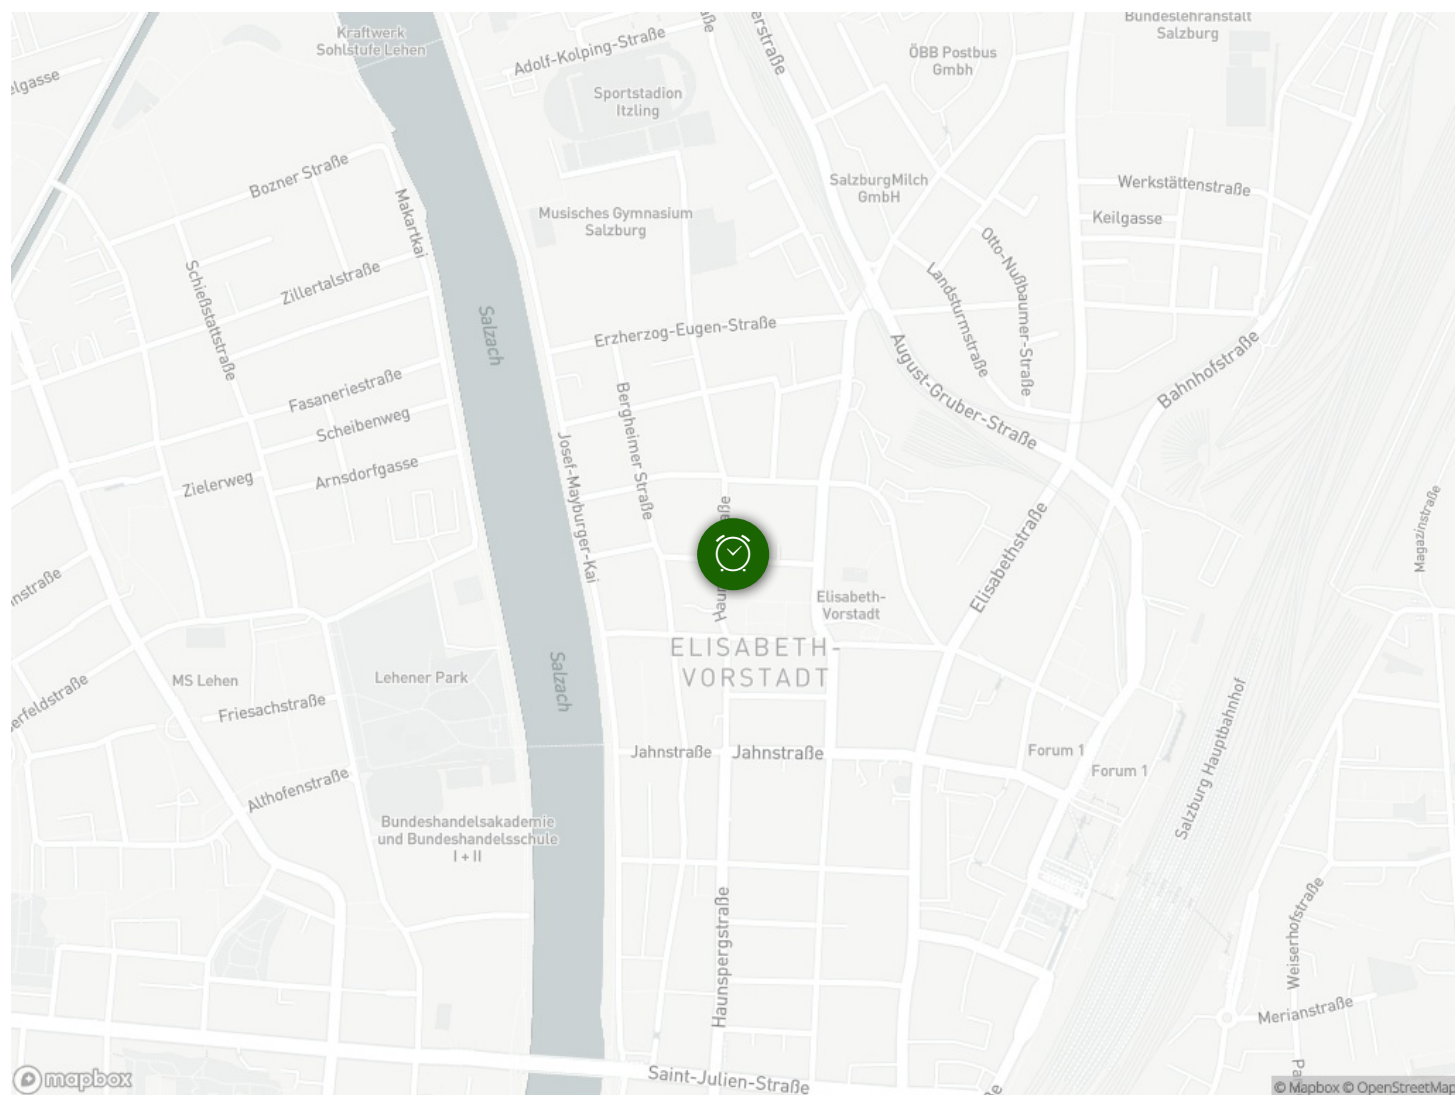 Kraftwerk
Sohlstufe Lehen
Adolf-Kolping-Straße
Sportstadion
Itzling
ÖBB Postbus
Gmbh
Bundeslehranstalt
Salzburg
Bozner Straße
Makartkai
Musisches Gymnasium
Salzburg
SalzburgMilch
GmbH
Werkstättenstraße
Keilgasse
Otto-Nußbaumer-Straße
Landsturmstraße
Schießstattstraße
Zillertalstraße
Salzach
Erzherzog-Eugen-Straße
August-Gruber-Straße
Bahnhofstraße
Fasaneriestraße
Scheibenweg
Bergheimer Straße
Josef-Mayburger-Kai
Zielerweg
Arnsdorfgasse
Elisabethstraße
Magazinstraße
Elisabeth-
Vorstadt
ELISABETH-
VORSTADT
MS Lehen
Lehener Park
Salzach
Friesachstraße
Jahnstraße
Jahnstraße
Forum 1
Forum 1
Salzburg Hauptbahnhof
Althofenstraße
Bundeshandelsakademie
und Bundeshandelsschule
I + II
Haunspergstraße
Weiserhofstraße
Merianstraße
Saint-Julien-Straße
mapbox
© Mapbox © OpenStreetMap